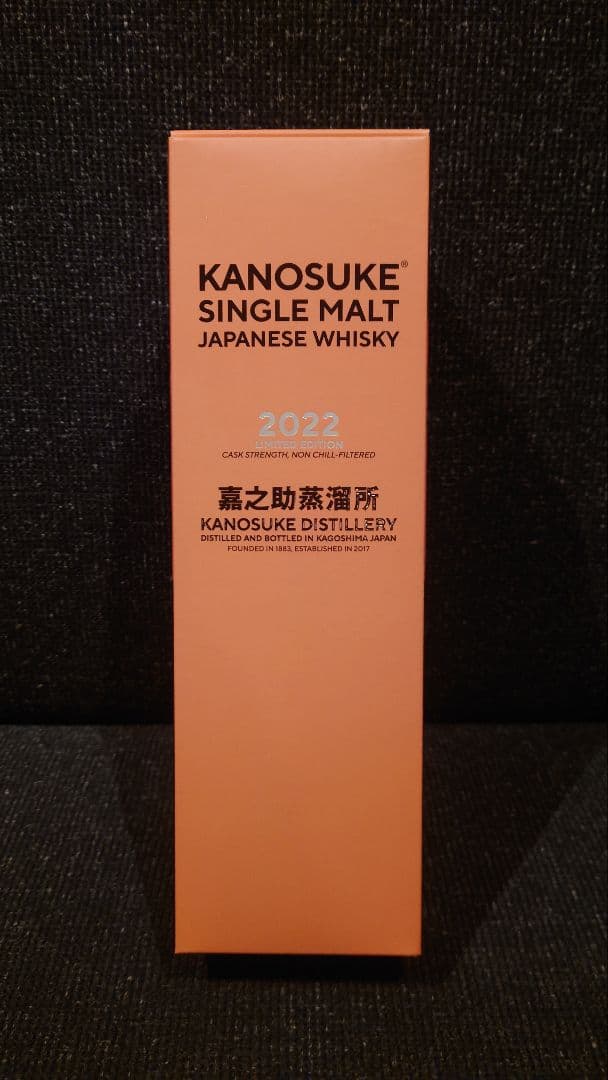 KANOSUKE®
SINGLE MALT
JAPANESE WHISKY
2022
LIMITED EDITION
CASK STRENGTH, NON CHILL-FILTERED
嘉之助蒸溜所
KANOSUKE DISTILLERY
DISTILLED AND BOTTLED IN KAGOSHIMA JAPAN
FOUNDED IN 1883, ESTABLISHED IN 2017